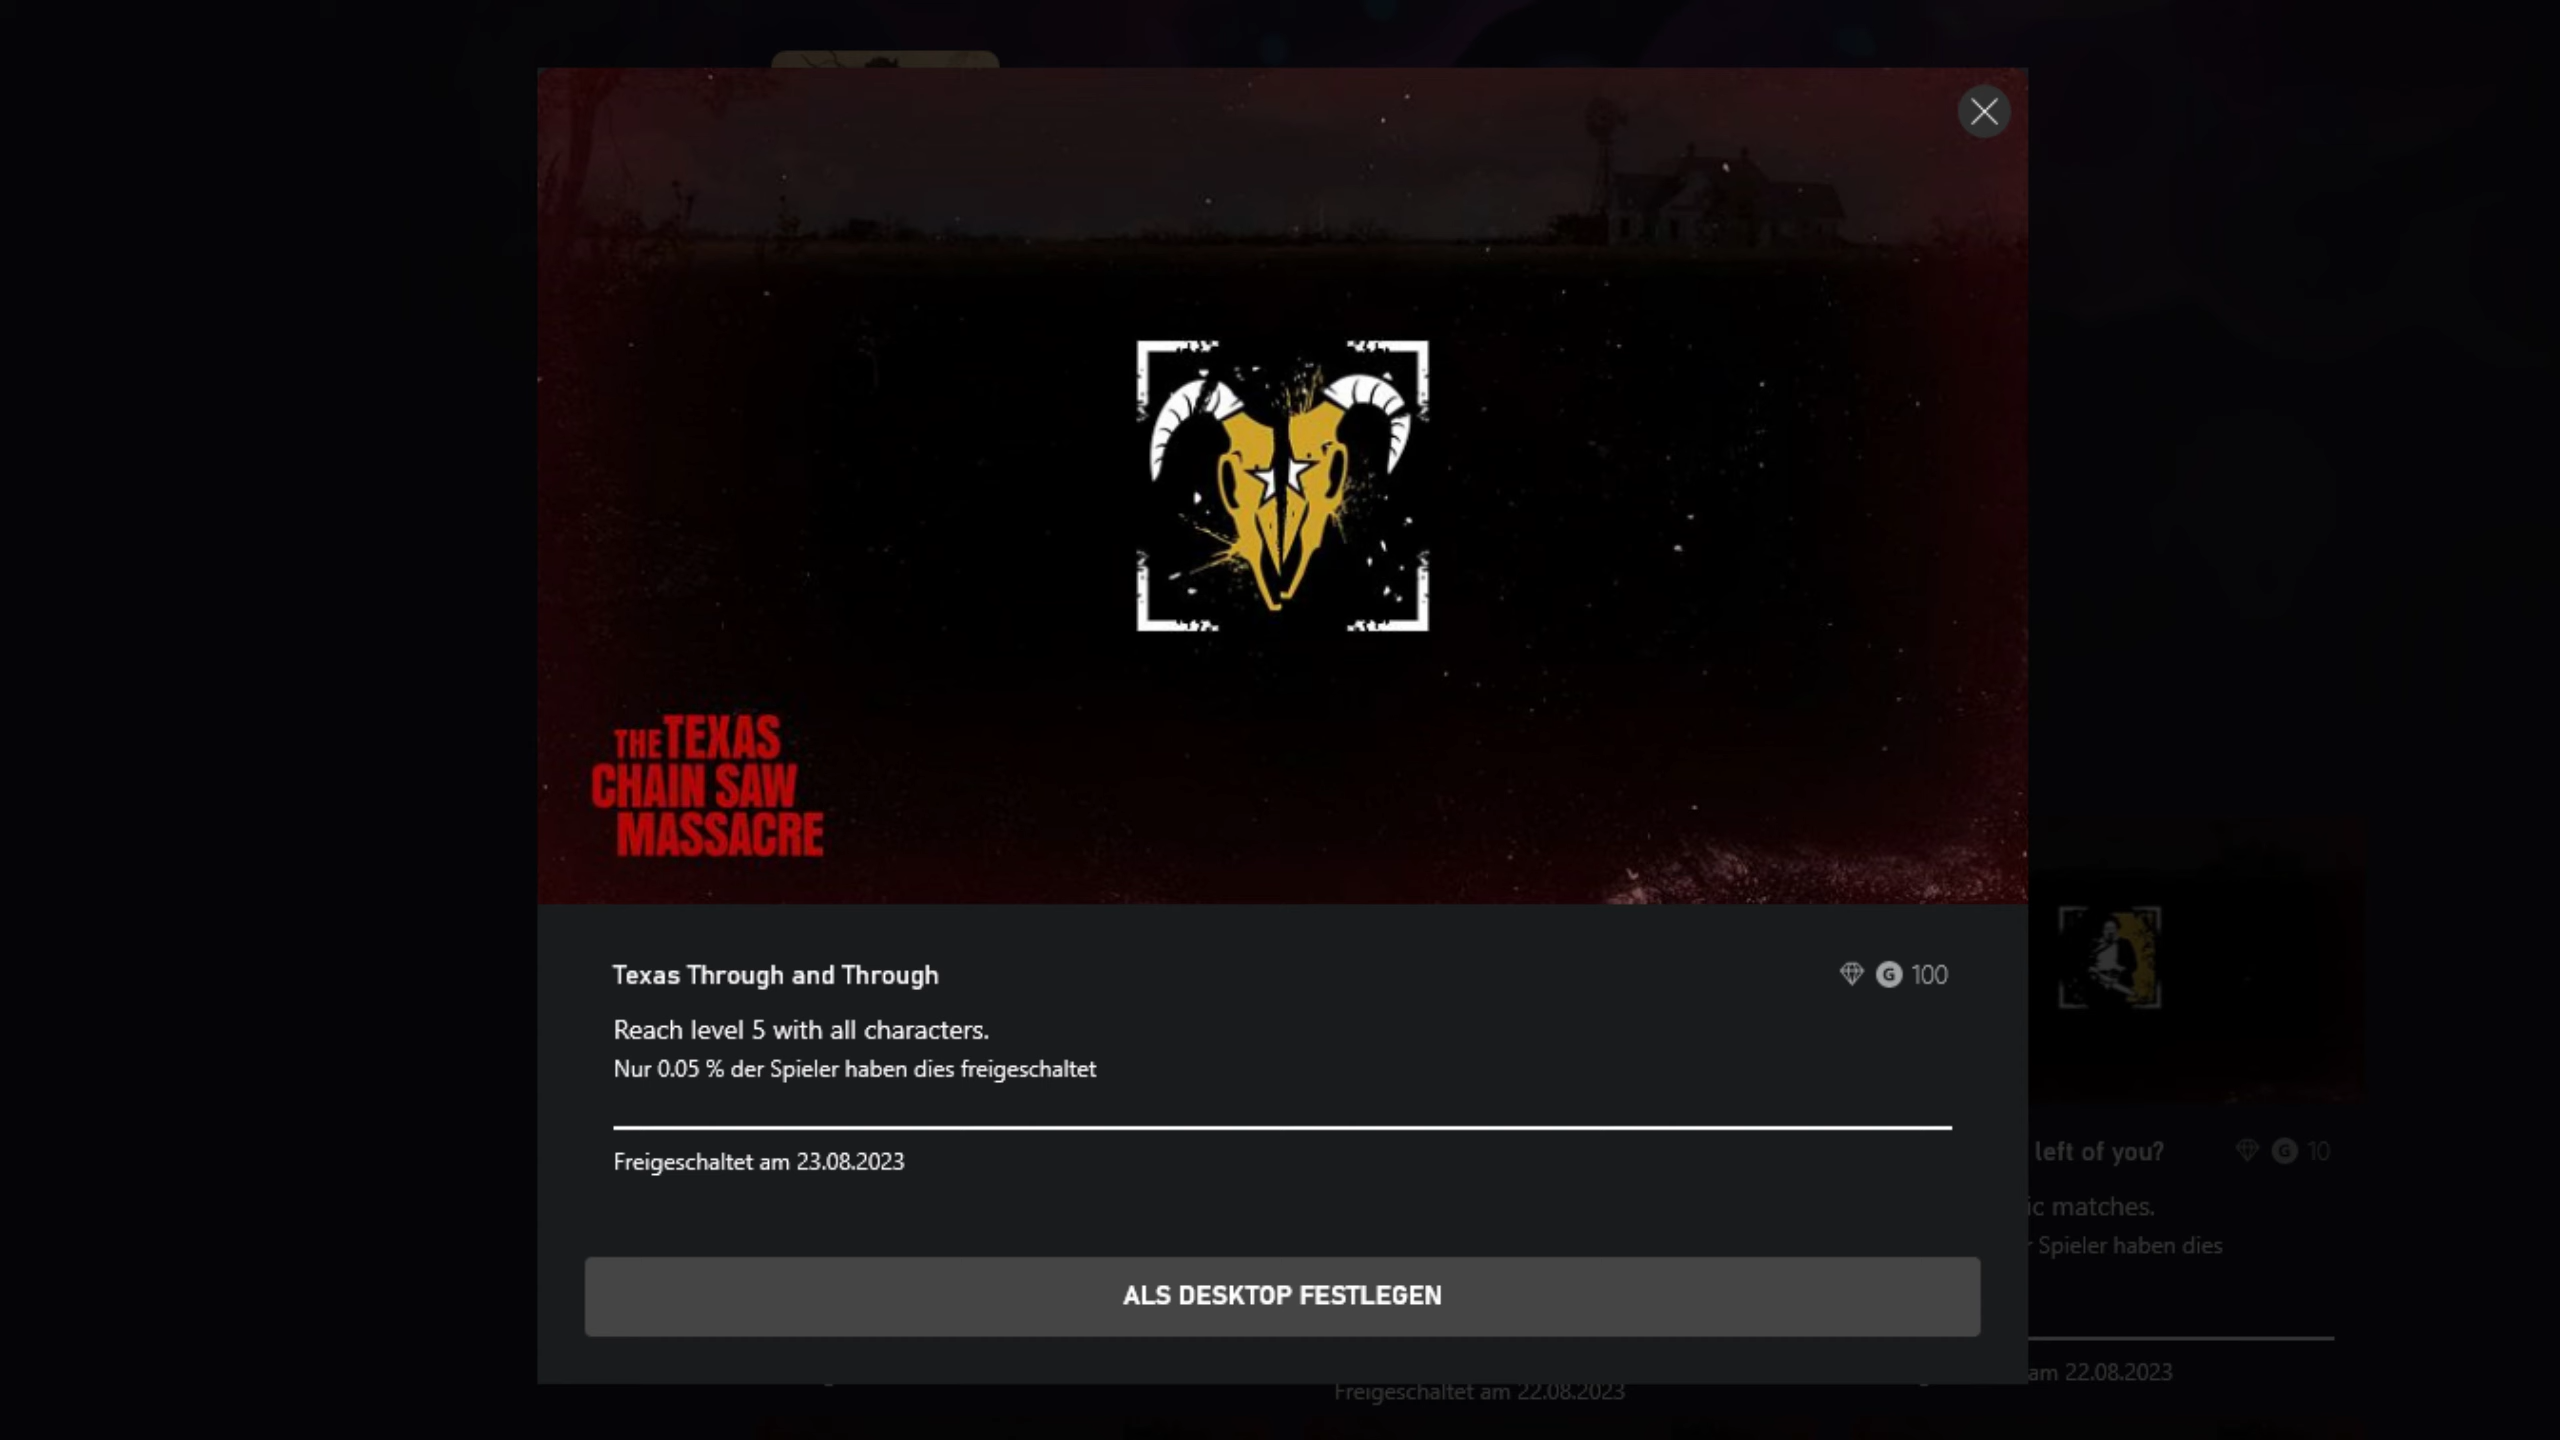 THE TEXAS
CHAIN SAW
MASSACRE
Texas Through and Through
G 100
Reach level 5 with all characters.
Nur 0.05 % der Spieler haben dies freigeschaltet
Freigeschaltet am 23.08.2023
ALS DESKTOP FESTLEGEN
left of you?
G 10
ic matches.
Spieler haben dies
am 22.08.2023
Freigeschaltet am 22.08.2023